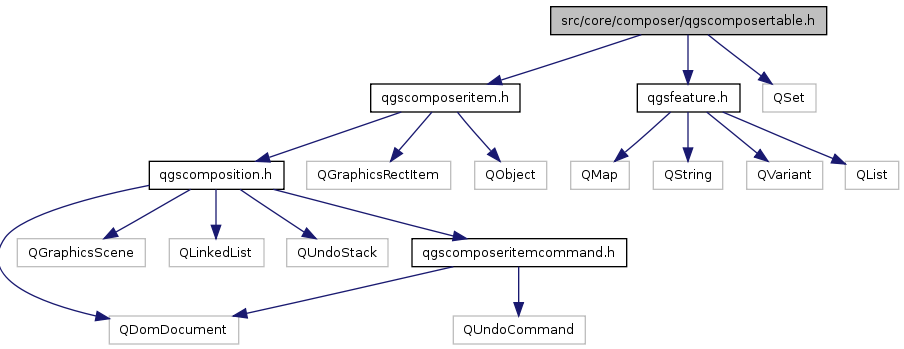 src/core/composer/qgscomposertable.h
qgscomposeritem.h
qgsfeature.h
QSet
qgscomposition.h
QGraphicsRectItem
QObject
QMap
QString
QVariant
QList
QGraphicsScene
QLinkedList
QUndoStack
qgscomposeritemcommand.h
QDomDocument
QUndoCommand